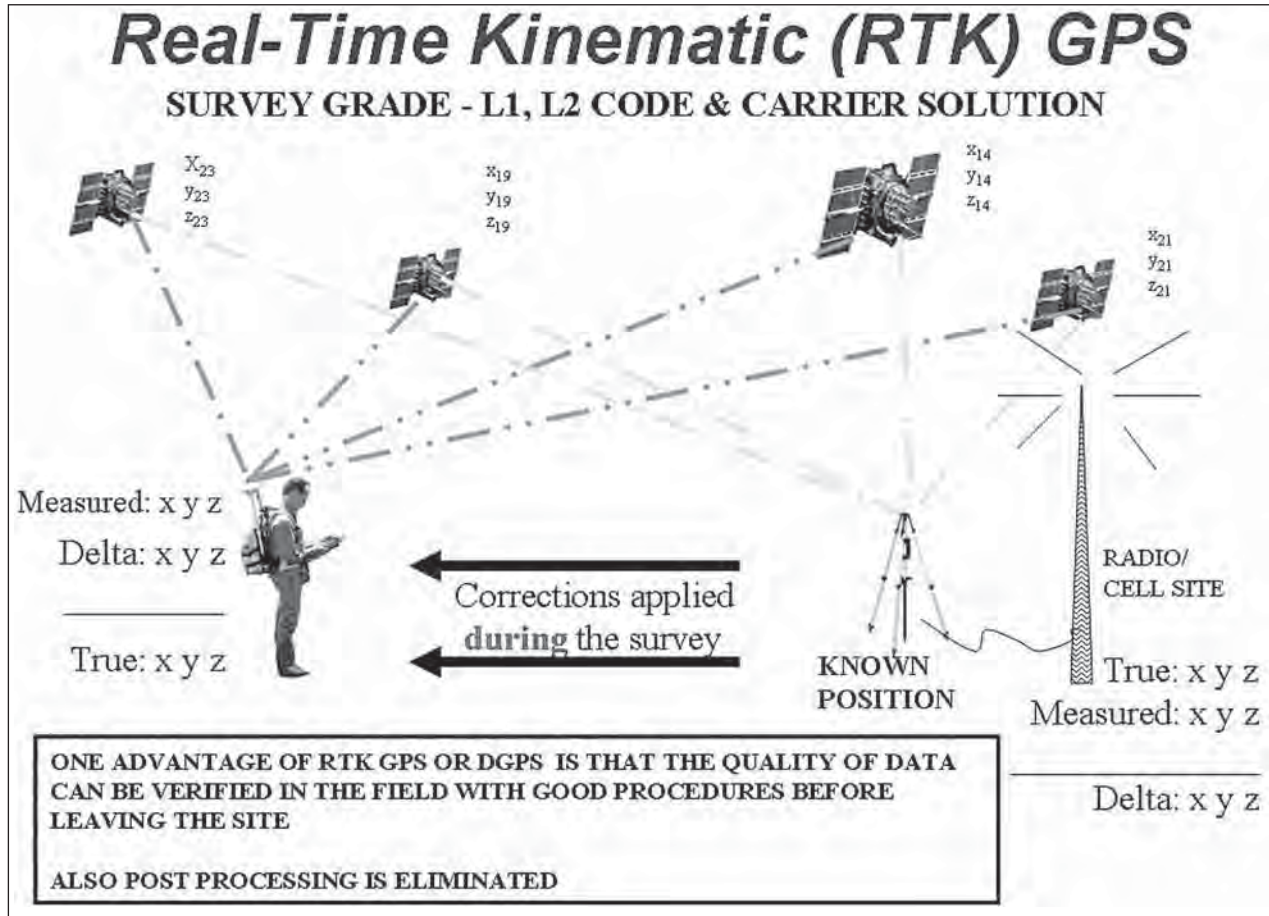 Real-Time Kinematic (RTK) GPS
SURVEY GRADE - L1, L2 CODE & CARRIER SOLUTION
X23
y23
z23
x19
y19
z19
x14
y14
z14
x21
y21
z21
Measured: x y z
Delta: x y z
True: x y z
Corrections applied
during the survey
KNOWN
POSITION
RADIO/
CELL SITE
True: x y z
Measured: x y z
Delta: x y z
ONE ADVANTAGE OF RTK GPS OR DGPS IS THAT THE QUALITY OF DATA
CAN BE VERIFIED IN THE FIELD WITH GOOD PROCEDURES BEFORE
LEAVING THE SITE
ALSO POST PROCESSING IS ELIMINATED